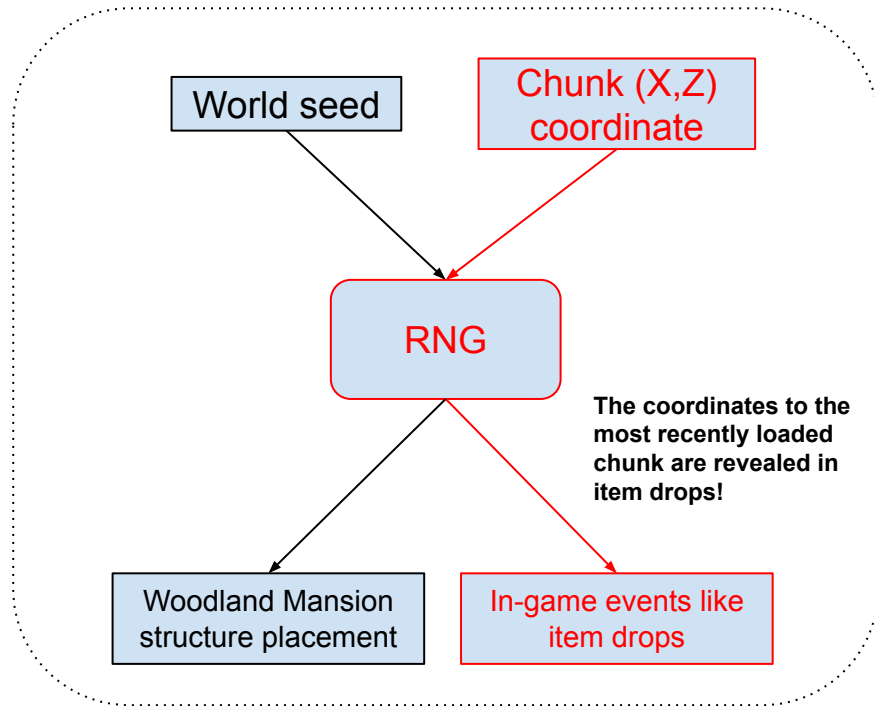 World seed
Chunk (X,Z)
coordinate
RNG
The coordinates to the
most recently loaded
chunk are revealed in
item drops!
Woodland Mansion
structure placement
In-game events like
item drops